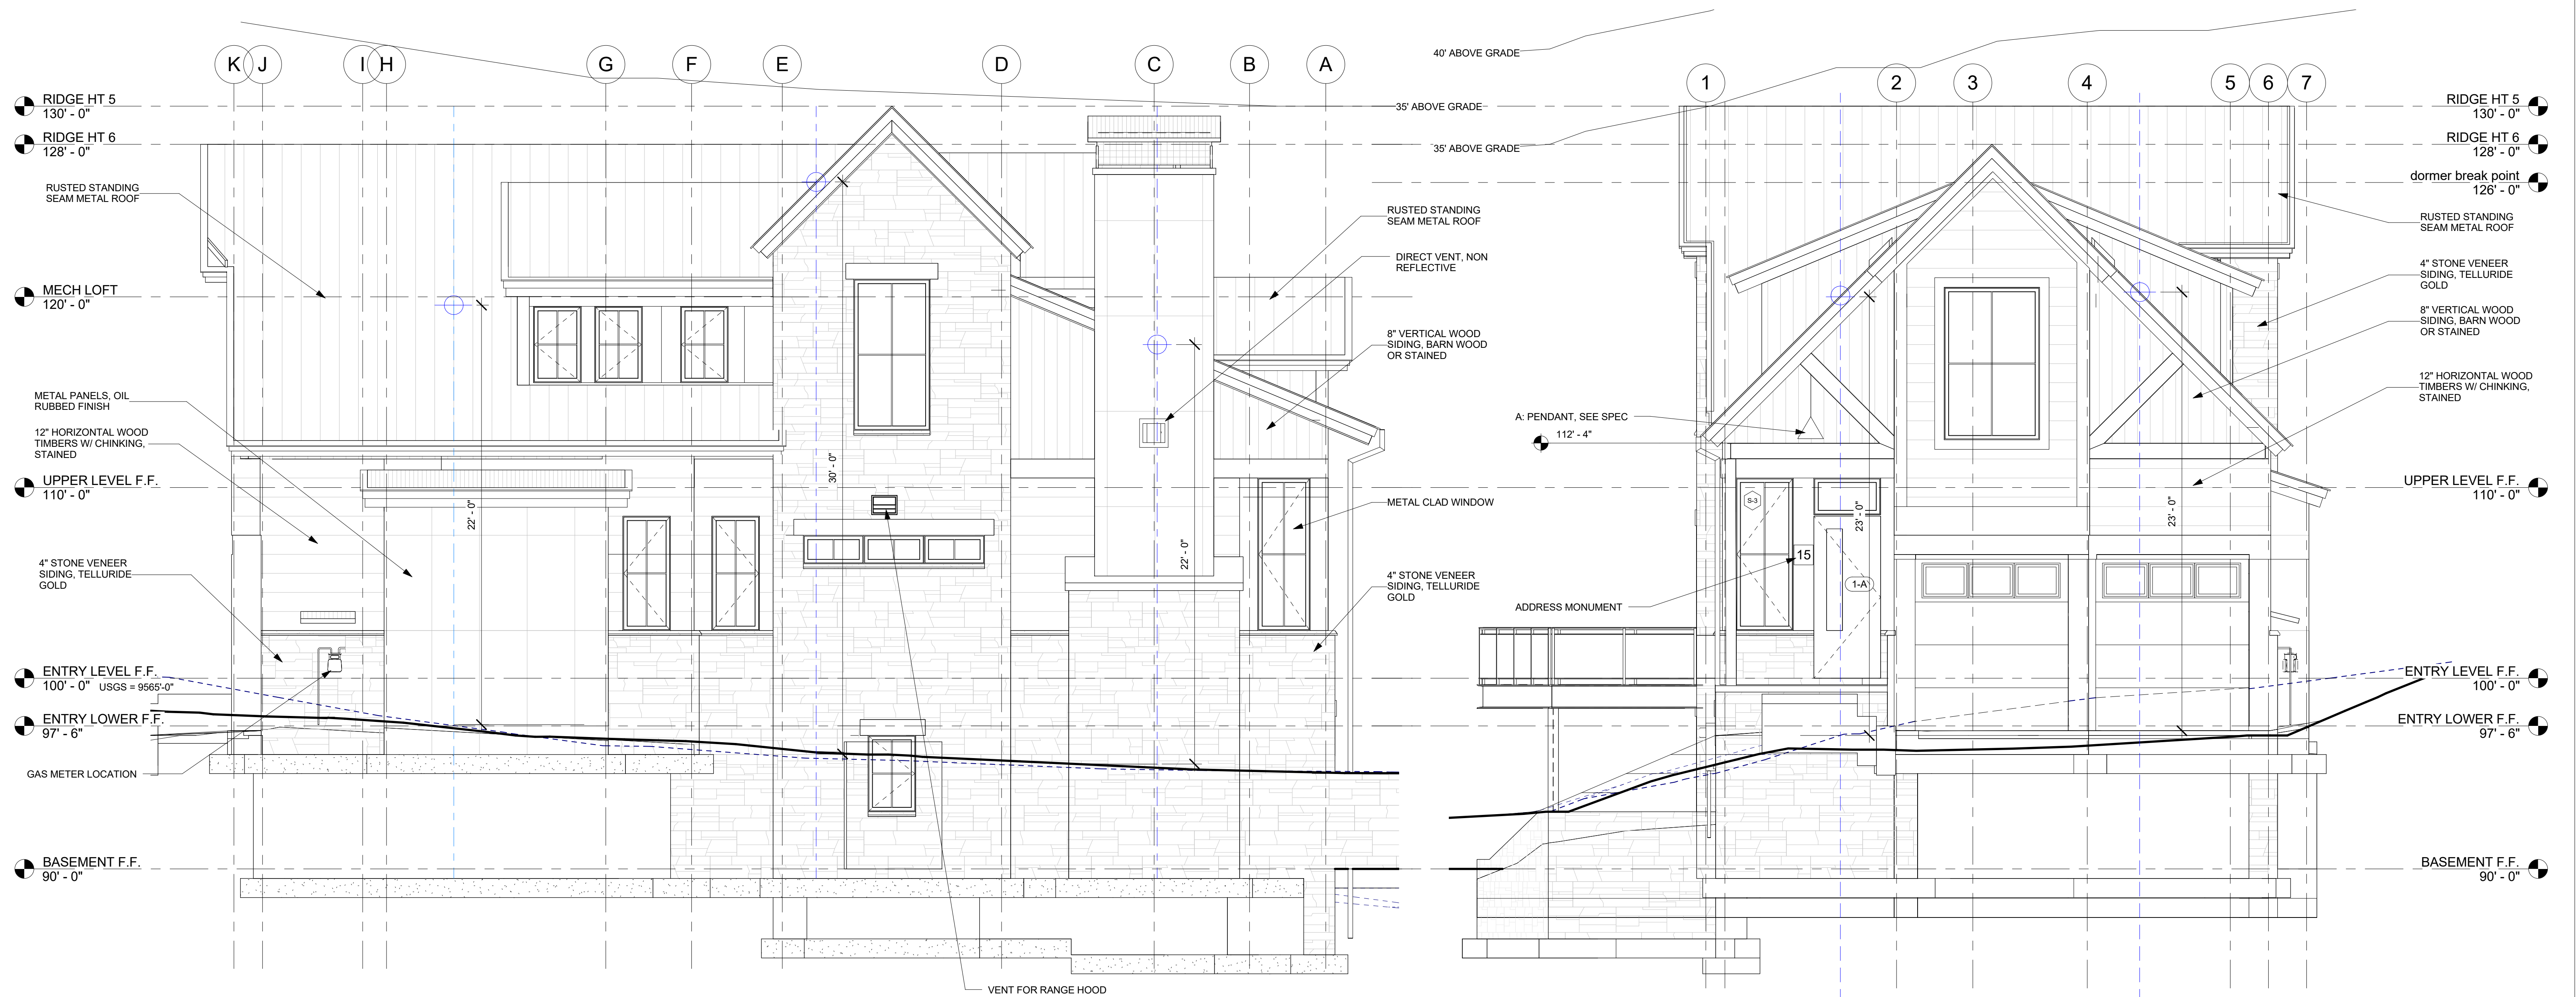 K
J
I
H
G
F
E
D
C
B
A
RIDGE HT 5
130' - 0"
RIDGE HT 6
128' - 0"
RUSTED STANDING
SEAM METAL ROOF
MECH LOFT
120' - 0"
METAL PANELS, OIL
RUBBED FINISH
12" HORIZONTAL WOOD
TIMBERS W/ CHINKING,
STAINED
UPPER LEVEL F.F.
110' - 0"
4" STONE VENEER
SIDING, TELLURIDE
GOLD
ENTRY LEVEL F.F.
100' - 0"
USGS = 9565'-0"
ENTRY LOWER F.F.
97' - 6"
GAS METER LOCATION
BASEMENT F.F.
90' - 0"
22' - 0"
30' - 0"
22' - 0"
35' ABOVE GRADE
RUSTED STANDING
SEAM METAL ROOF
DIRECT VENT, NON
REFLECTIVE
8" VERTICAL WOOD
SIDING, BARN WOOD
OR STAINED
METAL CLAD WINDOW
4" STONE VENEER
SIDING, TELLURIDE
GOLD
VENT FOR RANGE HOOD
40' ABOVE GRADE
35' ABOVE GRADE
1
2
3
4
5
6
7
A: PENDANT, SEE SPEC
112' - 4"
S-3
15
1-A
23' - 0"
23' - 0"
ADDRESS MONUMENT
RIDGE HT 5
130' - 0"
RIDGE HT 6
128' - 0"
dormer break point
126' - 0"
RUSTED STANDING
SEAM METAL ROOF
4" STONE VENEER
SIDING, TELLURIDE
GOLD
8" VERTICAL WOOD
SIDING, BARN WOOD
OR STAINED
12" HORIZONTAL WOOD
TIMBERS W/ CHINKING,
STAINED
UPPER LEVEL F.F.
110' - 0"
ENTRY LEVEL F.F.
100' - 0"
ENTRY LOWER F.F.
97' - 6"
BASEMENT F.F.
90' - 0"